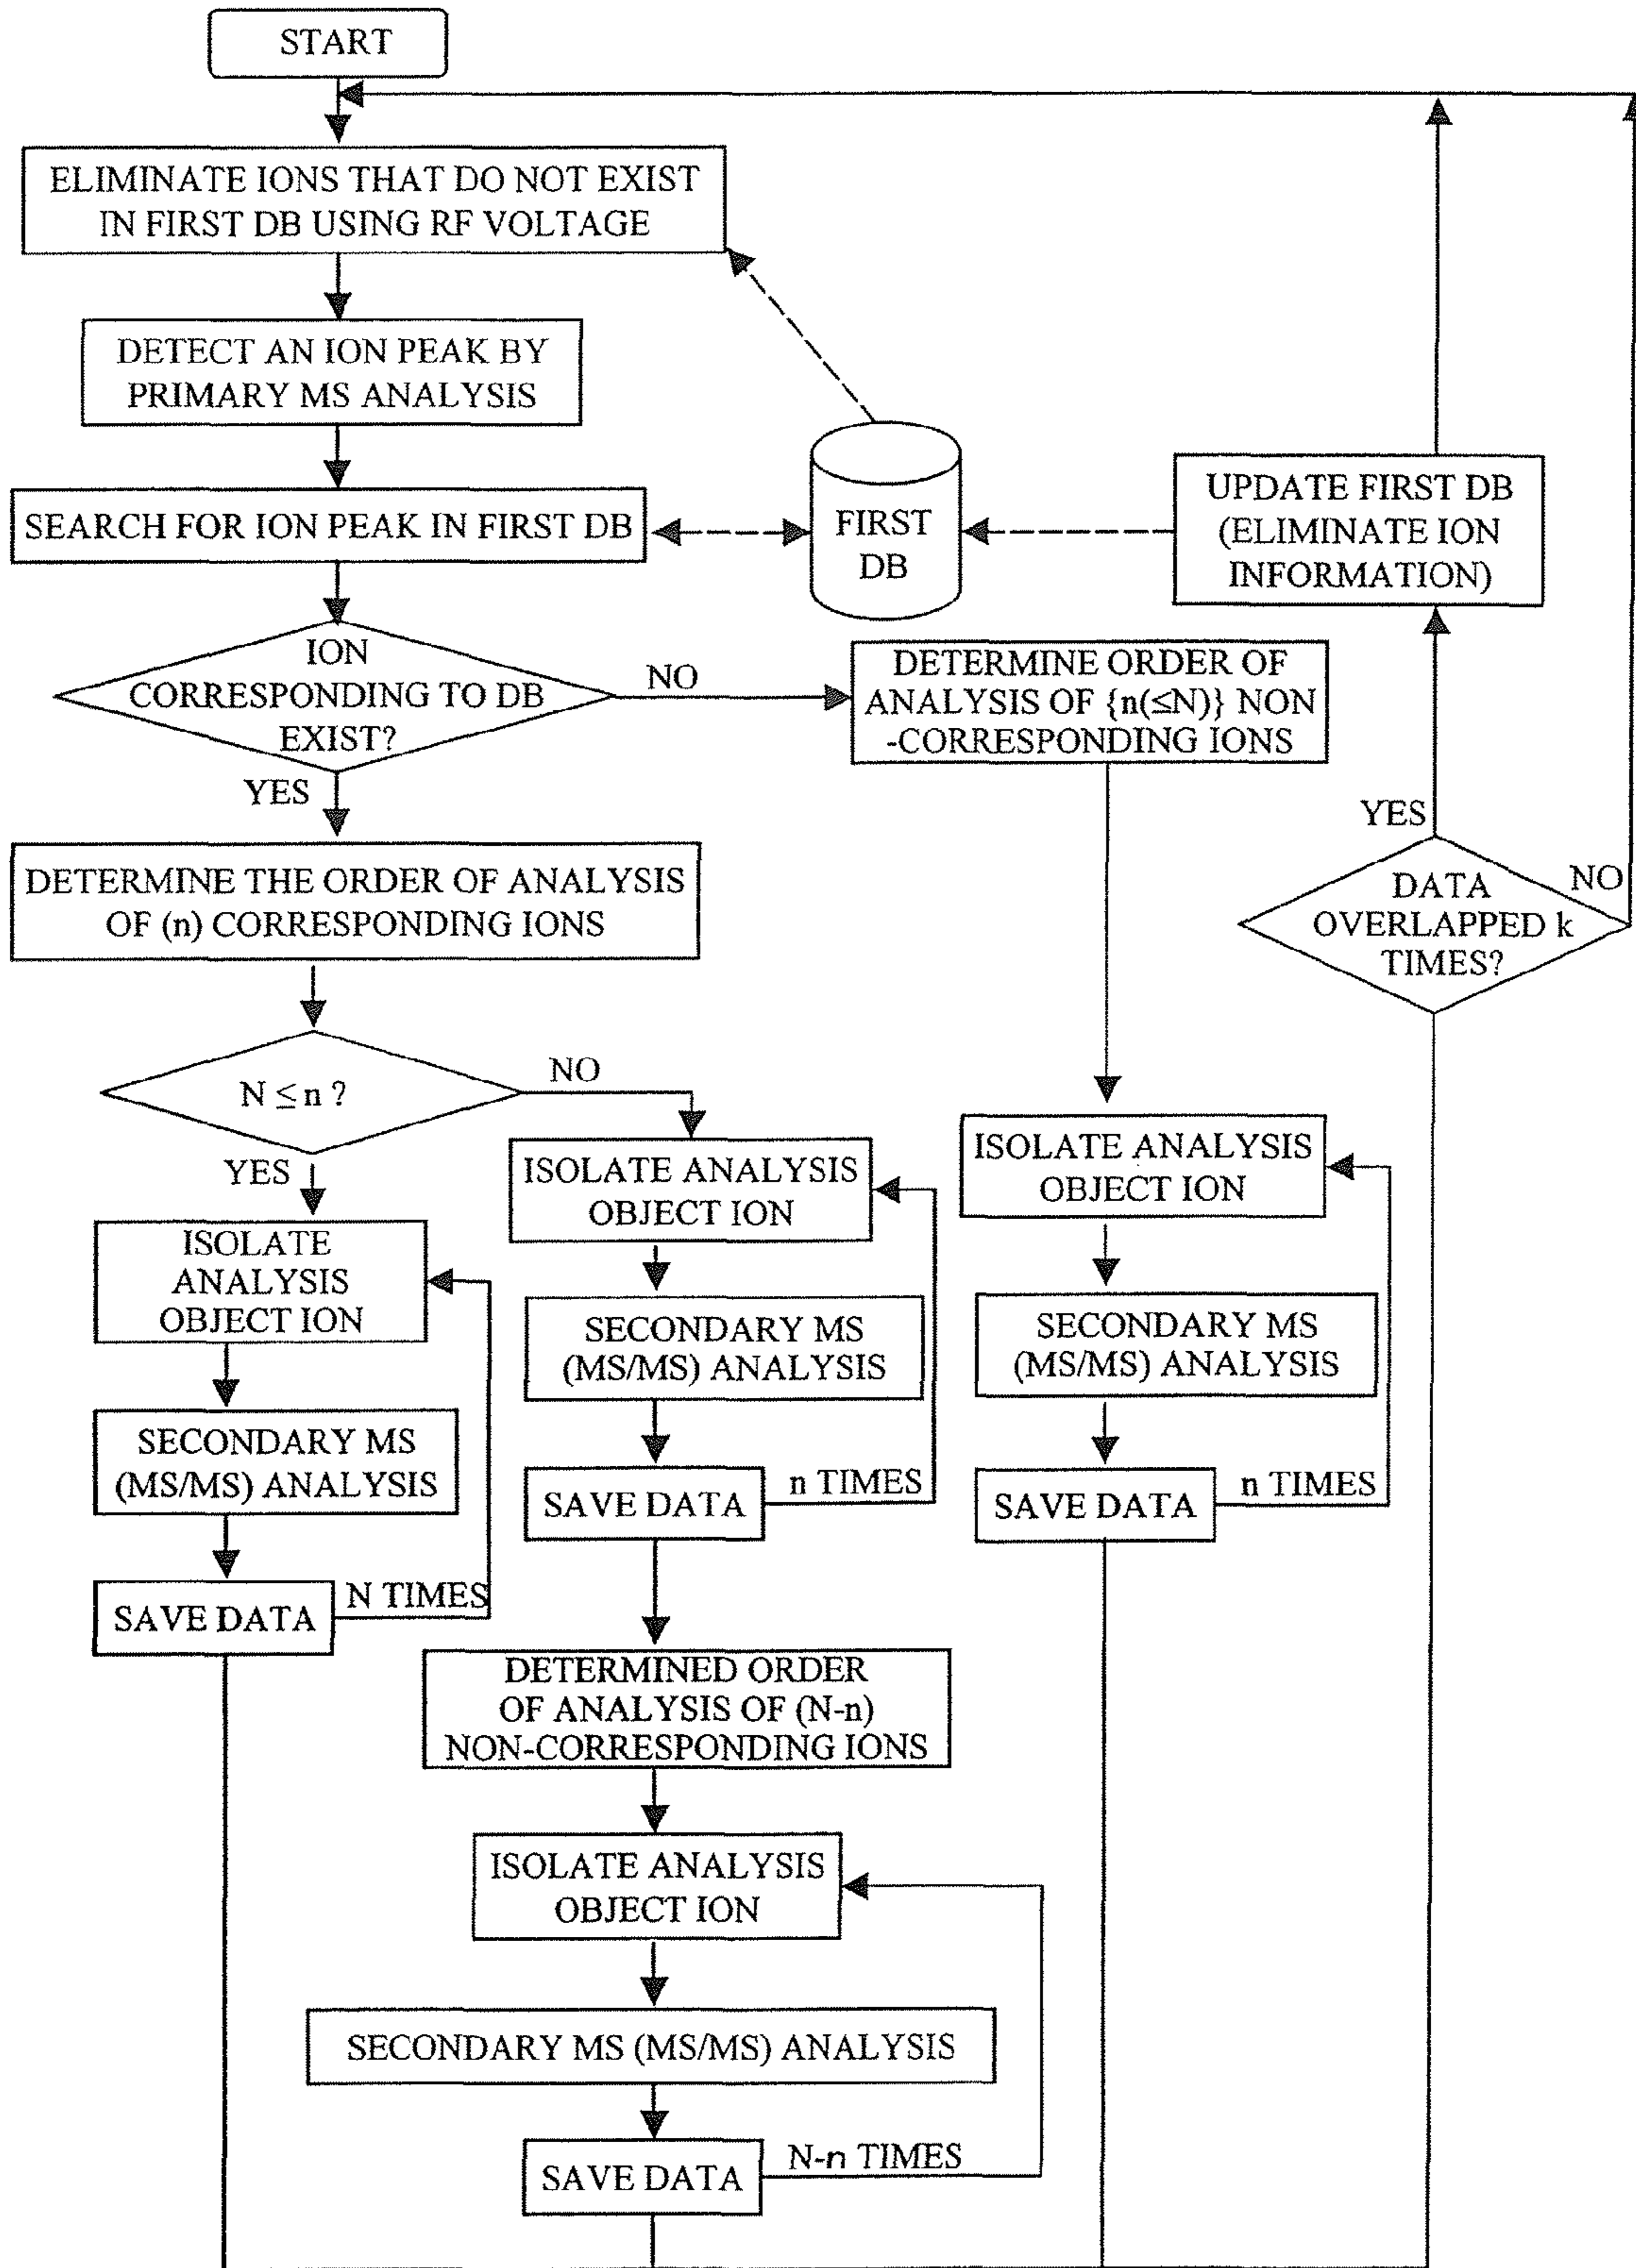 START
ELIMINATE IONS THAT DO NOT EXIST
IN FIRST DB USING RF VOLTAGE
DETECT AN ION PEAK BY
PRIMARY MS ANALYSIS
SEARCH FOR ION PEAK IN FIRST DB
FIRST
DB
UPDATE FIRST DB
(ELIMINATE ION
INFORMATION)
ION
CORRESPONDING TO DB
EXIST?
NO
YES
DETERMINE ORDER OF
ANALYSIS OF {n(≤N)} NON
-CORRESPONDING IONS
YES
NO
DATA
OVERLAPPED k
TIMES?
DETERMINE THE ORDER OF ANALYSIS
OF (n) CORRESPONDING IONS
N ≤ n ?
NO
YES
ISOLATE
ANALYSIS
OBJECT ION
SECONDARY MS
(MS/MS) ANALYSIS
SAVE DATA
N TIMES
ISOLATE ANALYSIS
OBJECT ION
SECONDARY MS
(MS/MS) ANALYSIS
SAVE DATA
n TIMES
DETERMINED ORDER
OF ANALYSIS OF (N-n)
NON-CORRESPONDING IONS
ISOLATE ANALYSIS
OBJECT ION
SECONDARY MS (MS/MS) ANALYSIS
SAVE DATA
N-n TIMES
ISOLATE ANALYSIS
OBJECT ION
SECONDARY MS
(MS/MS) ANALYSIS
SAVE DATA
n TIMES